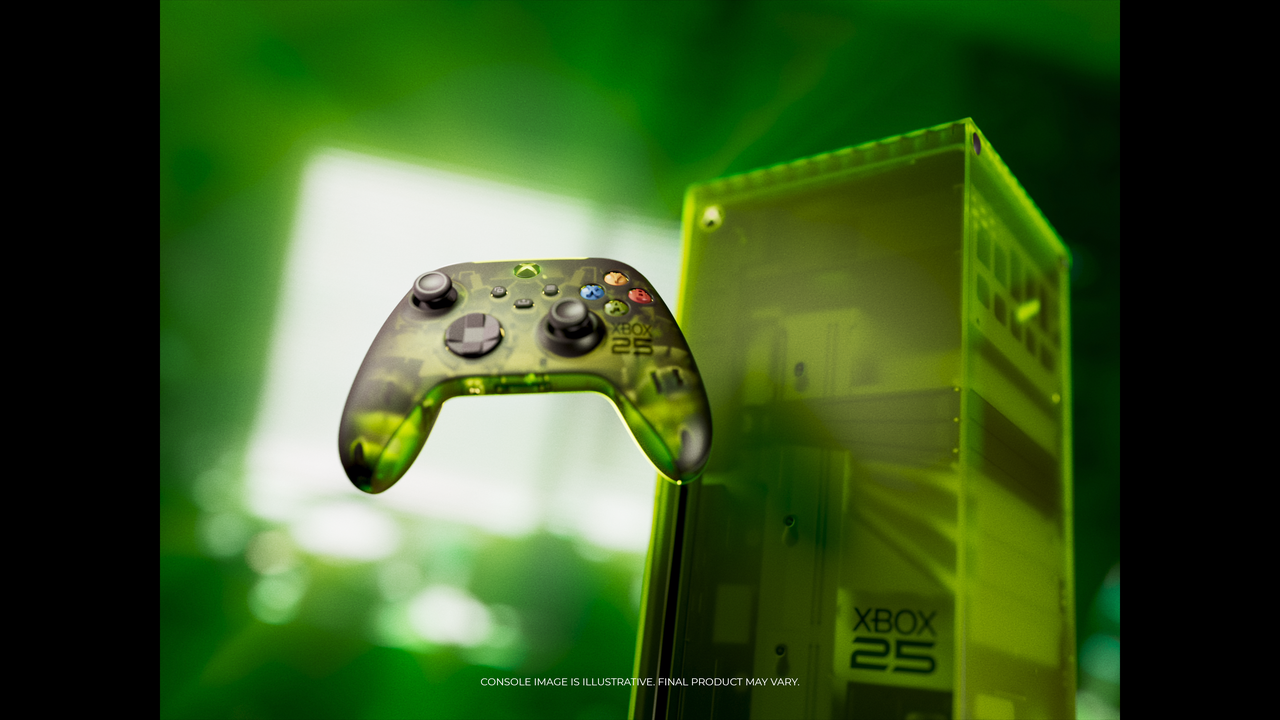 XBOX
25
XBOX
25
CONSOLE IMAGE IS ILLUSTRATIVE. FINAL PRODUCT MAY VARY.